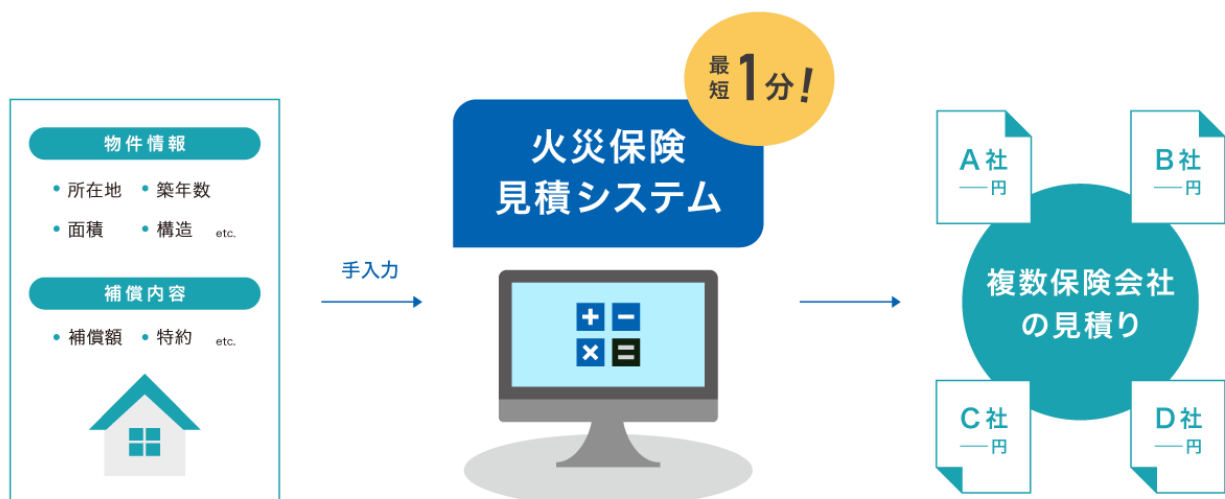 物件情報
• 所在地 • 築年数
• 面積 • 構造 etc.
補償内容
• 補償額 • 特約 etc.
手入力
最短1分!
火災保険
見積システム
A社
—円
B社
—円
複数保険会社
の見積り
C社
—円
D社
—円